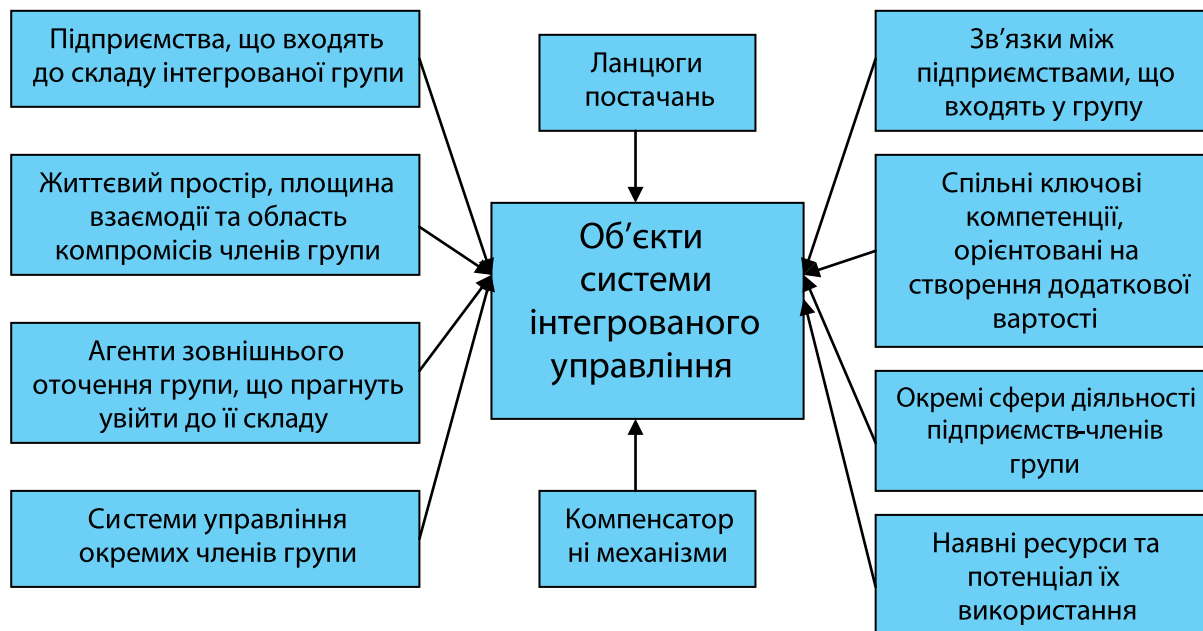 Підприємства, що входять
до складу інтегрованої групи
Життєвий простір, площина
взаємодії та область
компромісів членів групи
Агенти зовнішнього
оточення групи, що прагнуть
увійти до її складу
Системи управління
окремих членів групи
Ланцюги
постачань
Об’єкти
системи
інтегрованого
управління
Компенсатор
ні механізми
Зв’язки між
підприємствами, що
входять у групу
Спільні ключові
компетенції,
орієнтовані на
створення додаткової
вартості
Окремі сфери діяльності
підприємств-членів
групи
Наявні ресурси та
потенціал їх
використання